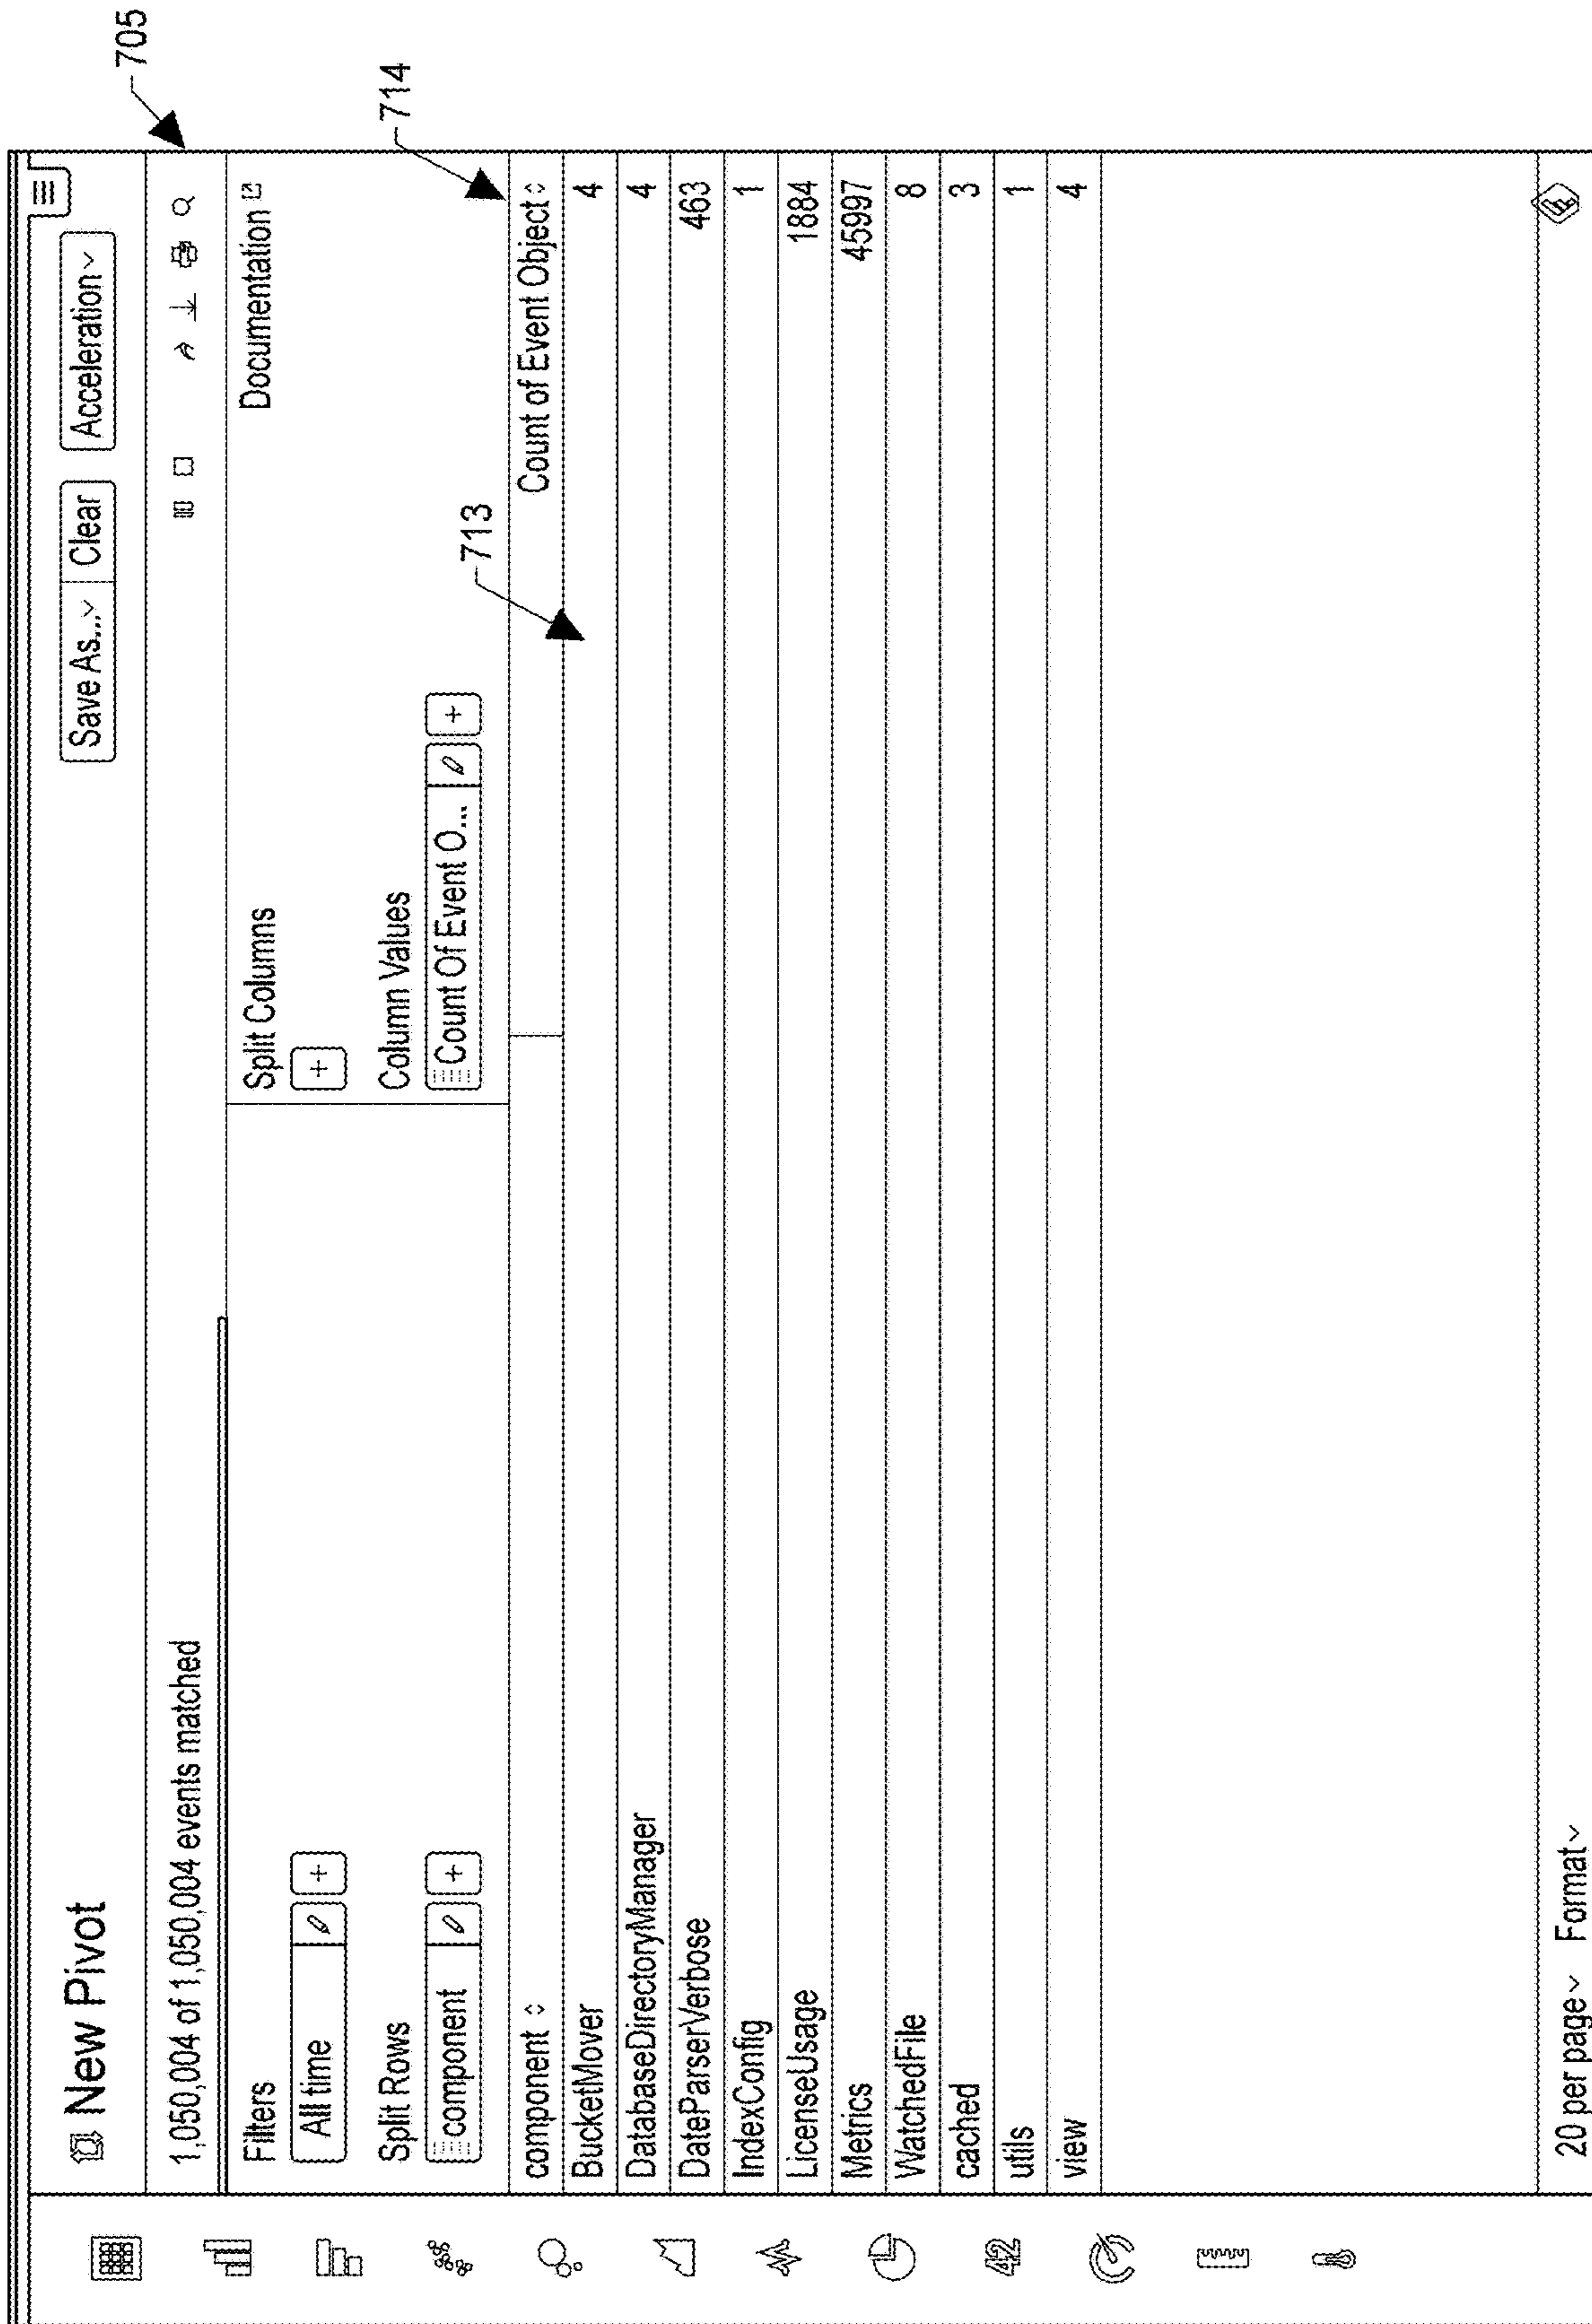 New Pivot
Save As... Clear Acceleration
1,050,004 of 1,050,004 events matched
705
Filters
Split Columns
Documentation
All time
+
+
Split Rows
Column Values
714
component
+
Count Of Event O...
+
713
component
Count of Event Object
BucketMover 4
DatabaseDirectoryManager 4
DateParserVerbose 463
IndexConfig 1
LicenseUsage 1884
Metrics 45997
WatchedFile 8
cached 3
utils 1
view 4
42
20 per page Format